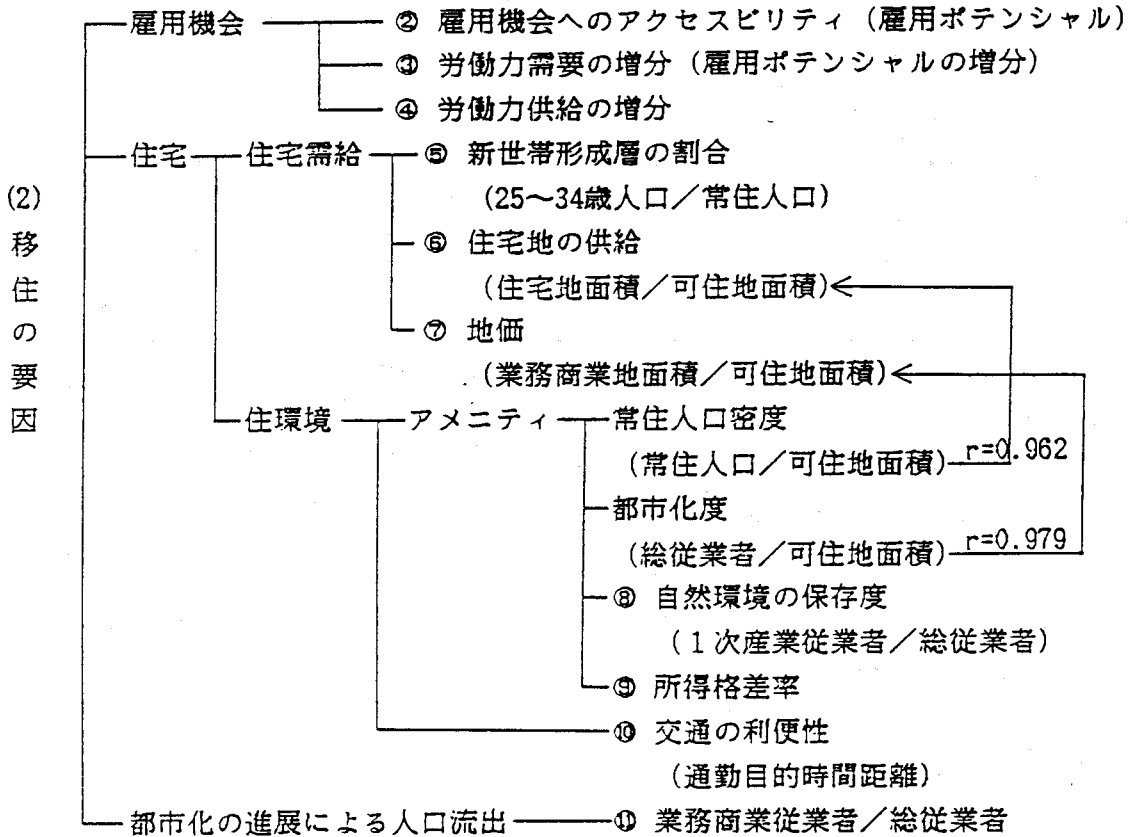 雇用機会 ② 雇用機会へのアクセスビリティ（雇用ポテンシャル）
③ 労働力需要の増分（雇用ポテンシャルの増分）
④ 労働力供給の増分
住宅 住宅需給 ⑤ 新世帯形成層の割合
（25～34歳人口／常住人口）
(2)移住の要因
⑥ 住宅地の供給
（住宅地面積／可住地面積）
⑦ 地価
（業務商業地面積／可住地面積）
住環境 アメニティ 常住人口密度
（常住人口／可住地面積） r=0.962
都市化度
（総従業者／可住地面積） r=0.979
⑧ 自然環境の保存度
（１次産業従業者／総従業者）
⑨ 所得格差率
⑩ 交通の利便性
（通勤目的時間距離）
都市化の進展による人口流出 ⑪ 業務商業従業者／総従業者